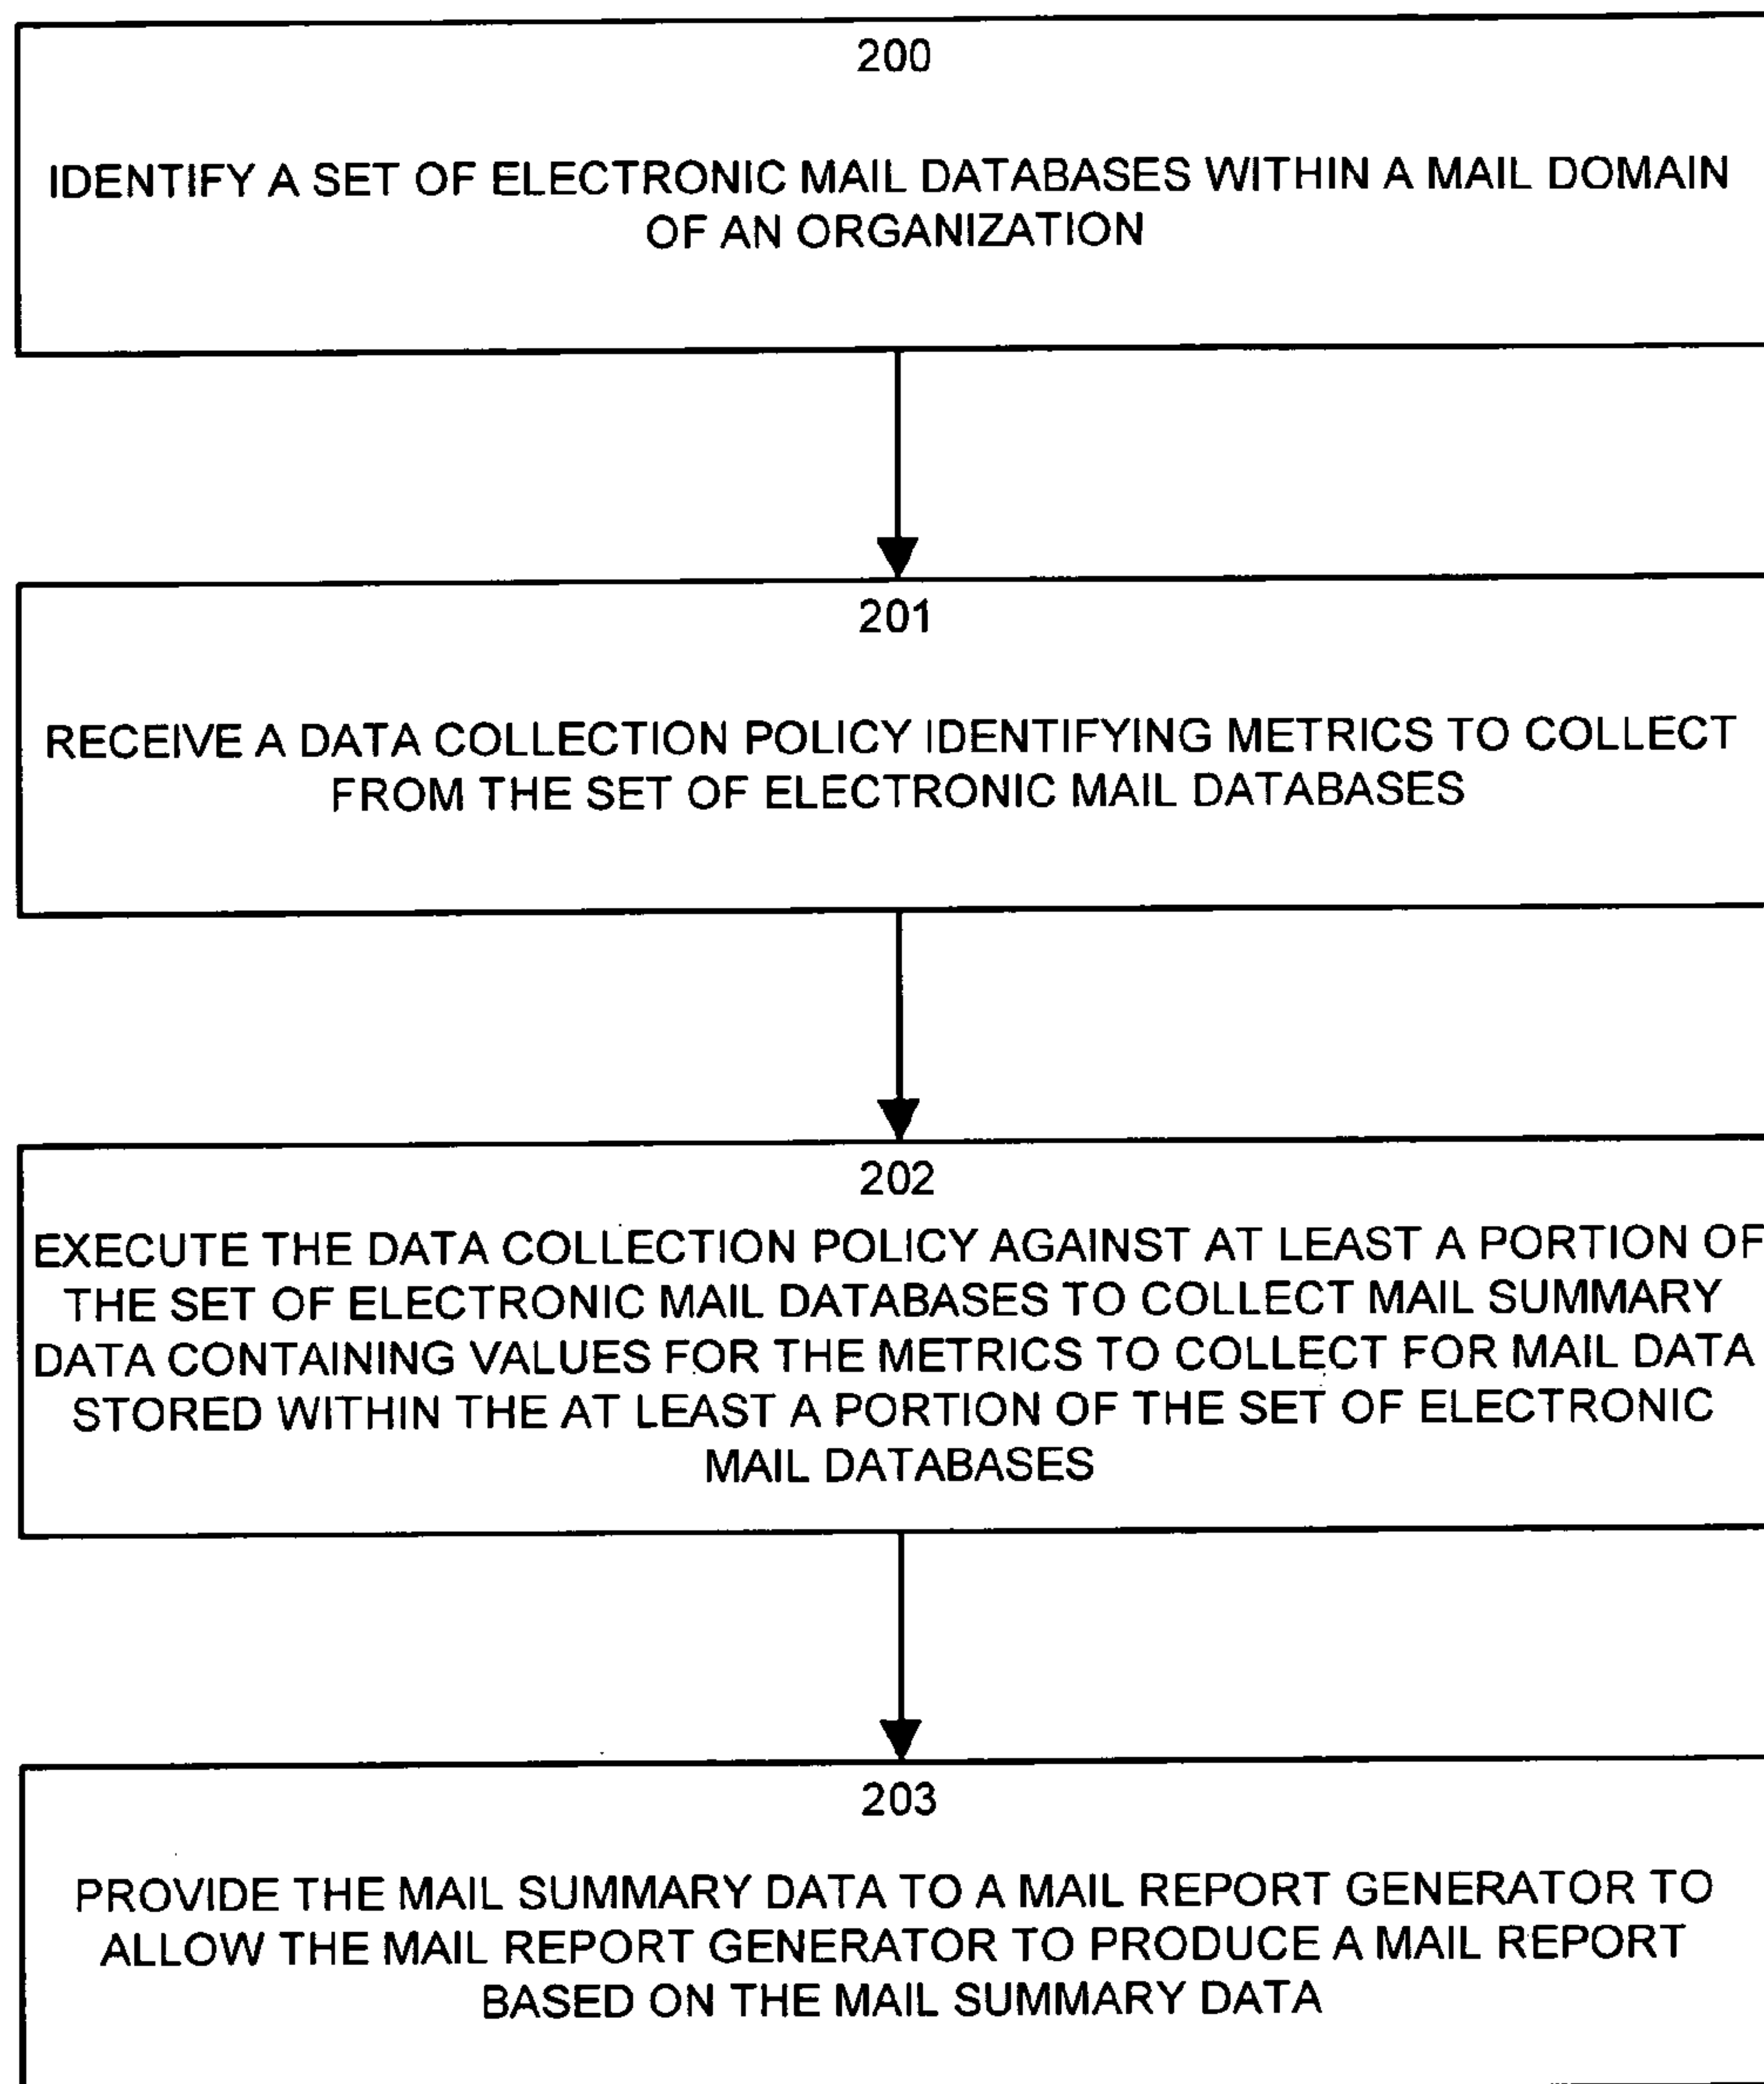 200
IDENTIFY A SET OF ELECTRONIC MAIL DATABASES WITHIN A MAIL DOMAIN
OF AN ORGANIZATION
201
RECEIVE A DATA COLLECTION POLICY IDENTIFYING METRICS TO COLLECT
FROM THE SET OF ELECTRONIC MAIL DATABASES
202
EXECUTE THE DATA COLLECTION POLICY AGAINST AT LEAST A PORTION OF
THE SET OF ELECTRONIC MAIL DATABASES TO COLLECT MAIL SUMMARY
DATA CONTAINING VALUES FOR THE METRICS TO COLLECT FOR MAIL DATA
STORED WITHIN THE AT LEAST A PORTION OF THE SET OF ELECTRONIC
MAIL DATABASES
203
PROVIDE THE MAIL SUMMARY DATA TO A MAIL REPORT GENERATOR TO
ALLOW THE MAIL REPORT GENERATOR TO PRODUCE A MAIL REPORT
BASED ON THE MAIL SUMMARY DATA